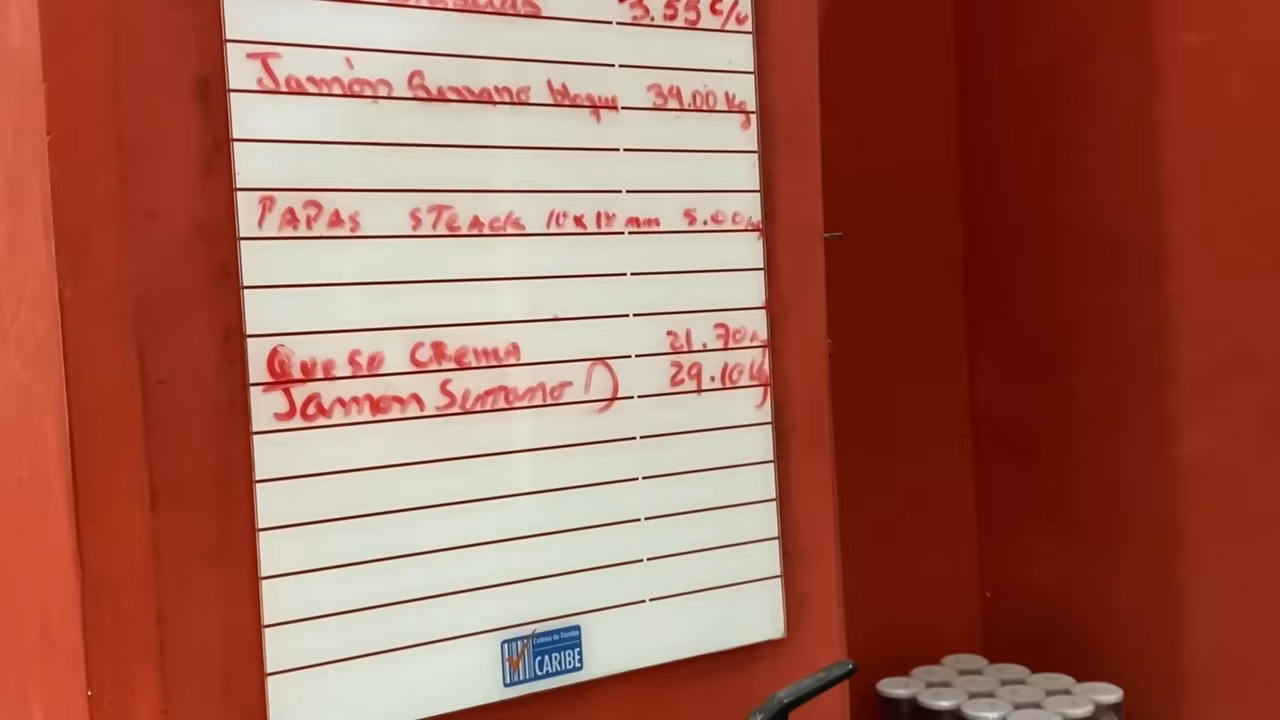 3.55 c/u
Jamón Serrano bloque 34.00 Kg
PAPAS STEACK 18x18 mm 5.00 kg
QUESO CREMA 21.70
Jamon Serrano 29.10 Kg
Cadena de Tiendas
CARIBE